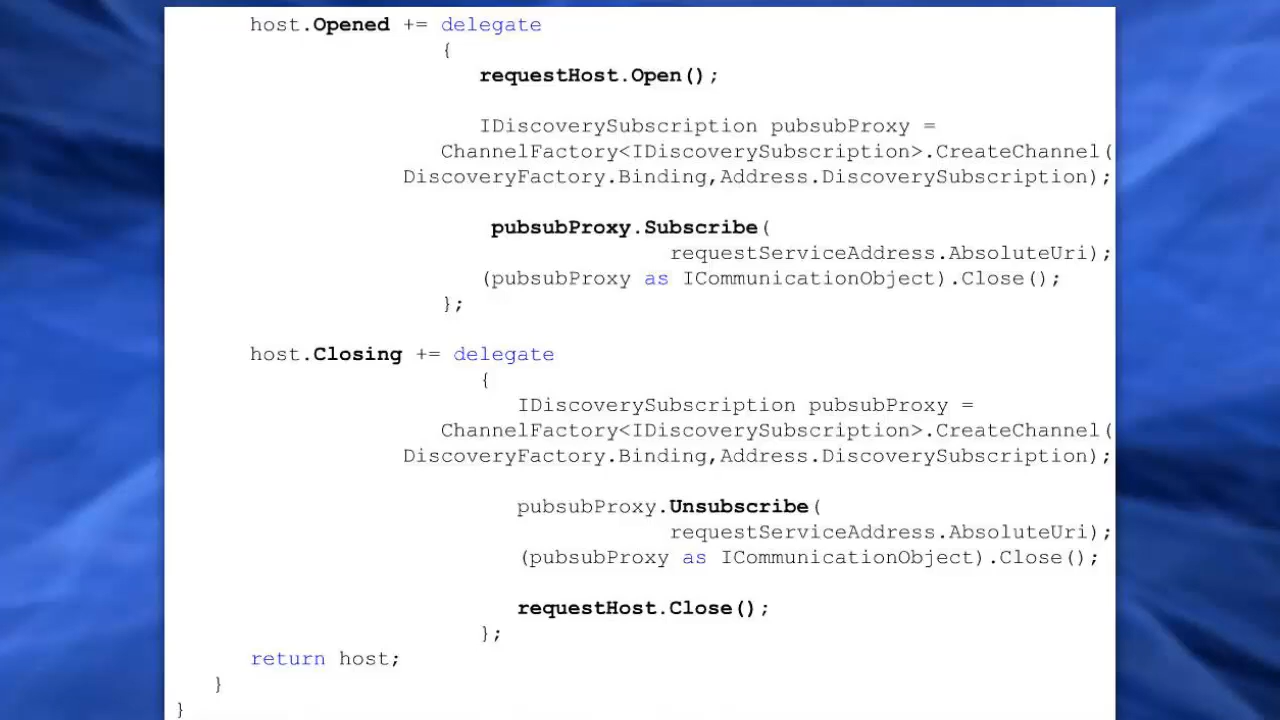 host.Opened += delegate
{
requestHost.Open();
IDiscoverySubscription pubsubProxy =
ChannelFactory<IDiscoverySubscription>.CreateChannel(
DiscoveryFactory.Binding,Address.DiscoverySubscription);
pubsubProxy.Subscribe(
requestServiceAddress.AbsoluteUri);
(pubsubProxy as ICommunicationObject).Close();
};
host.Closing += delegate
{
IDiscoverySubscription pubsubProxy =
ChannelFactory<IDiscoverySubscription>.CreateChannel(
DiscoveryFactory.Binding,Address.DiscoverySubscription);
pubsubProxy.Unsubscribe(
requestServiceAddress.AbsoluteUri);
(pubsubProxy as ICommunicationObject).Close();
requestHost.Close();
};
return host;
}
}